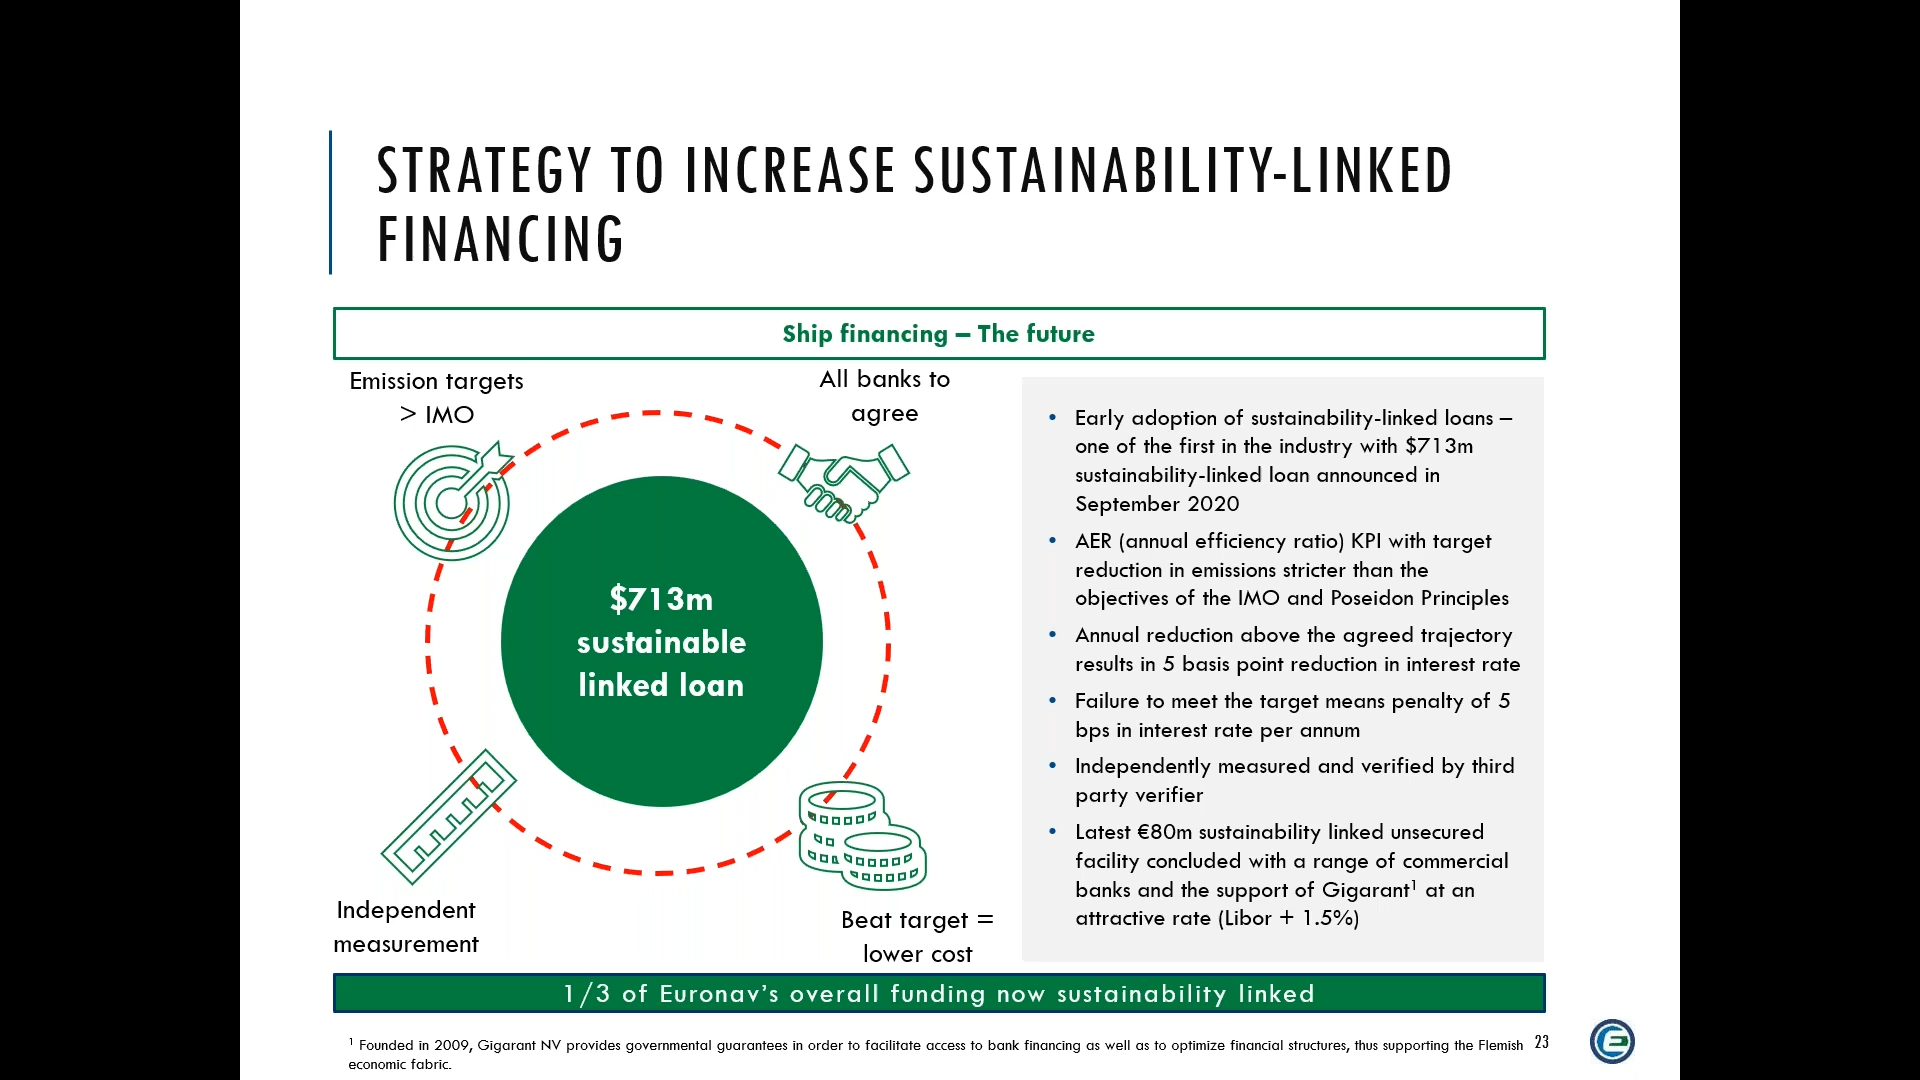 STRATEGY TO INCREASE SUSTAINABILITY-LINKED
FINANCING
Ship financing – The future
Emission targets
> IMO
All banks to
agree
$713m
sustainable
linked loan
Independent
measurement
Beat target =
lower cost
• Early adoption of sustainability-linked loans –
one of the first in the industry with $713m
sustainability-linked loan announced in
September 2020
• AER (annual efficiency ratio) KPI with target
reduction in emissions stricter than the
objectives of the IMO and Poseidon Principles
• Annual reduction above the agreed trajectory
results in 5 basis point reduction in interest rate
• Failure to meet the target means penalty of 5
bps in interest rate per annum
• Independently measured and verified by third
party verifier
• Latest €80m sustainability linked unsecured
facility concluded with a range of commercial
banks and the support of Gigarant¹ at an
attractive rate (Libor + 1.5%)
1/3 of Euronav’s overall funding now sustainability linked
¹ Founded in 2009, Gigarant NV provides governmental guarantees in order to facilitate access to bank financing as well as to optimize financial structures, thus supporting the Flemish
economic fabric.
23